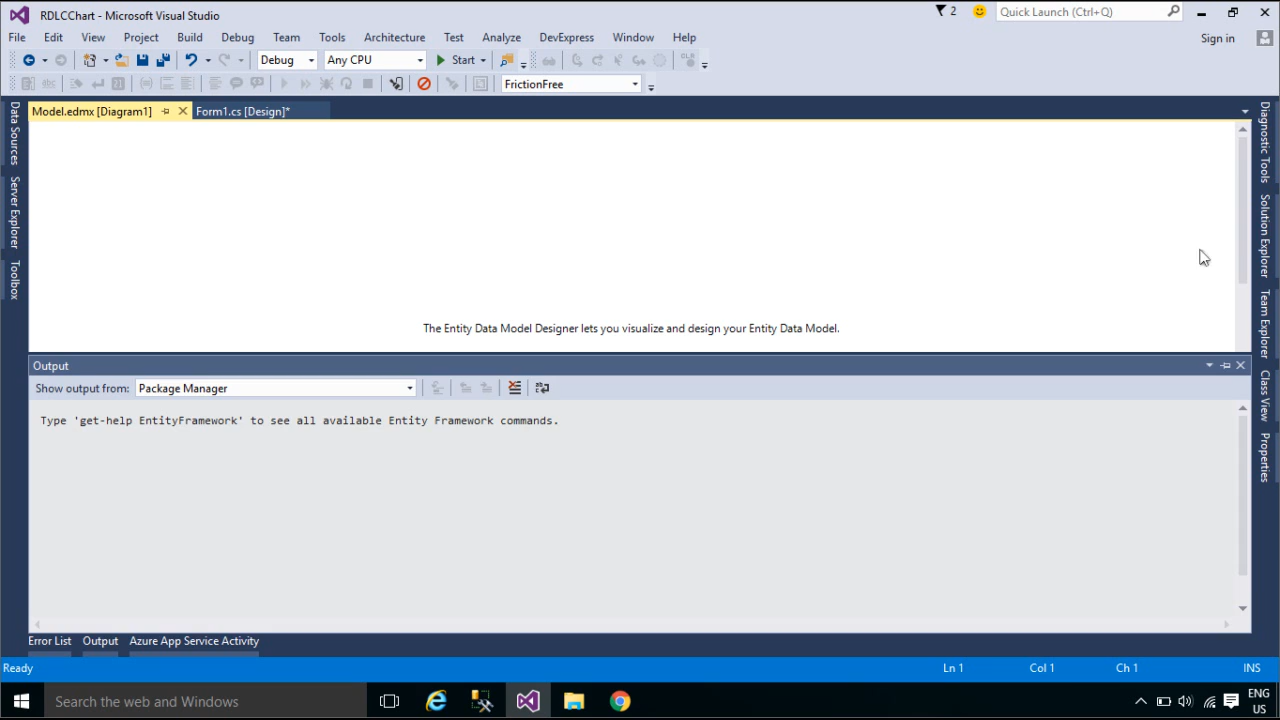 RDLCChart - Microsoft Visual Studio
2
Quick Launch (Ctrl+Q)
File Edit View Project Build Debug Team Tools Architecture Test Analyze DevExpress Window Help
Sign in
Debug Any CPU Start
FrictionFree
Model.edmx [Diagram1] Form1.cs [Design]*
Data Sources
Server Explorer
Toolbox
Diagnostic Tools
Solution Explorer
Team Explorer
Class View
Properties
The Entity Data Model Designer lets you visualize and design your Entity Data Model.
Output
Show output from: Package Manager
Type 'get-help EntityFramework' to see all available Entity Framework commands.
Error List Output Azure App Service Activity
Ready Ln 1 Col 1 Ch 1 INS
Search the web and Windows
ENG
US